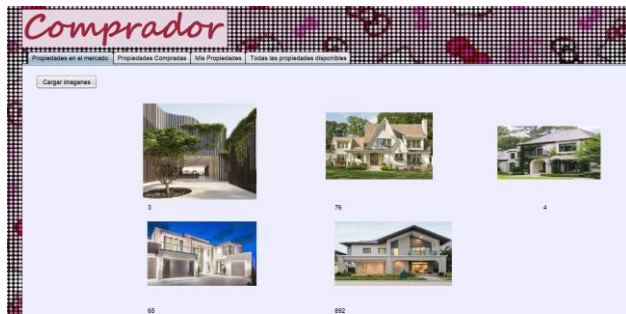 Comprador
Propiedades en el mercado Propiedades Compradas Mis Propiedades Todas las propiedades disponibles
Cargar imagenes
3 76 4
65 892